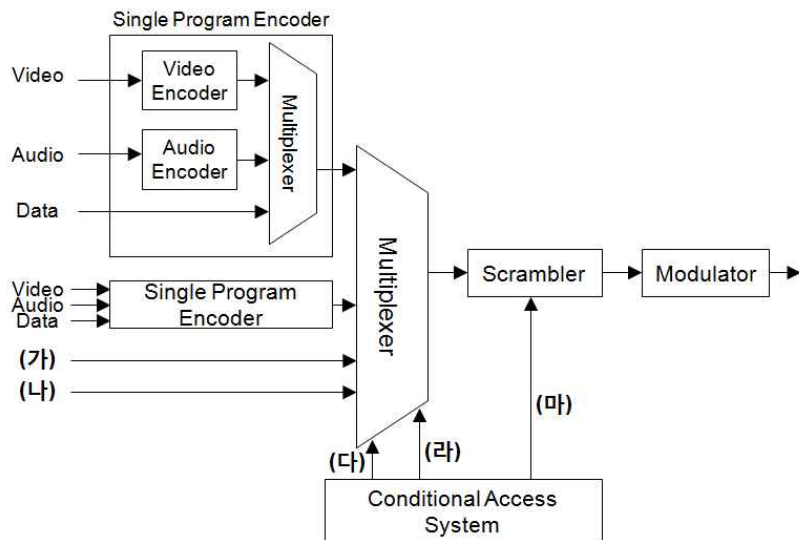 Single Program Encoder
Video
Video
Encoder
Multiplexer
Audio
Audio
Encoder
Data
Multiplexer
Scrambler
Modulator
Video
Audio
Data
Single Program
Encoder
(가)
(나)
(다)
(라)
(마)
Conditional Access
System